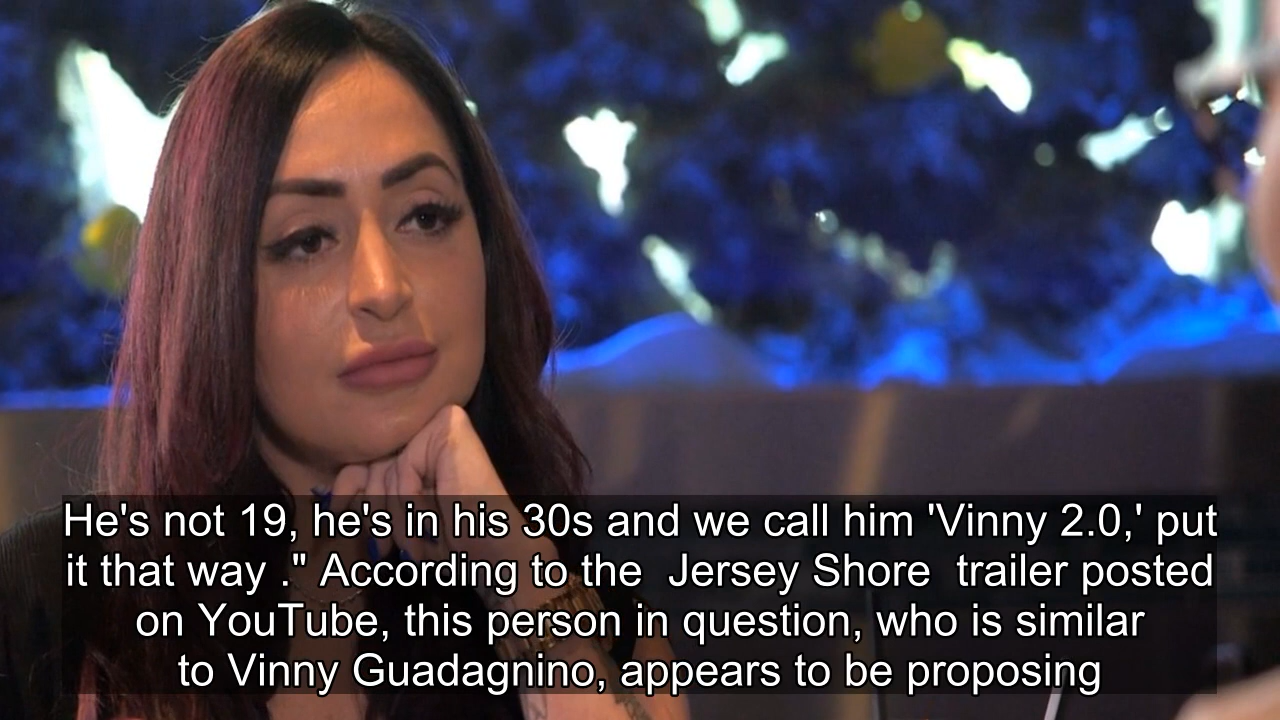 He's not 19, he's in his 30s and we call him 'Vinny 2.0,' put
it that way ." According to the  Jersey Shore  trailer posted
on YouTube, this person in question, who is similar
to Vinny Guadagnino, appears to be proposing